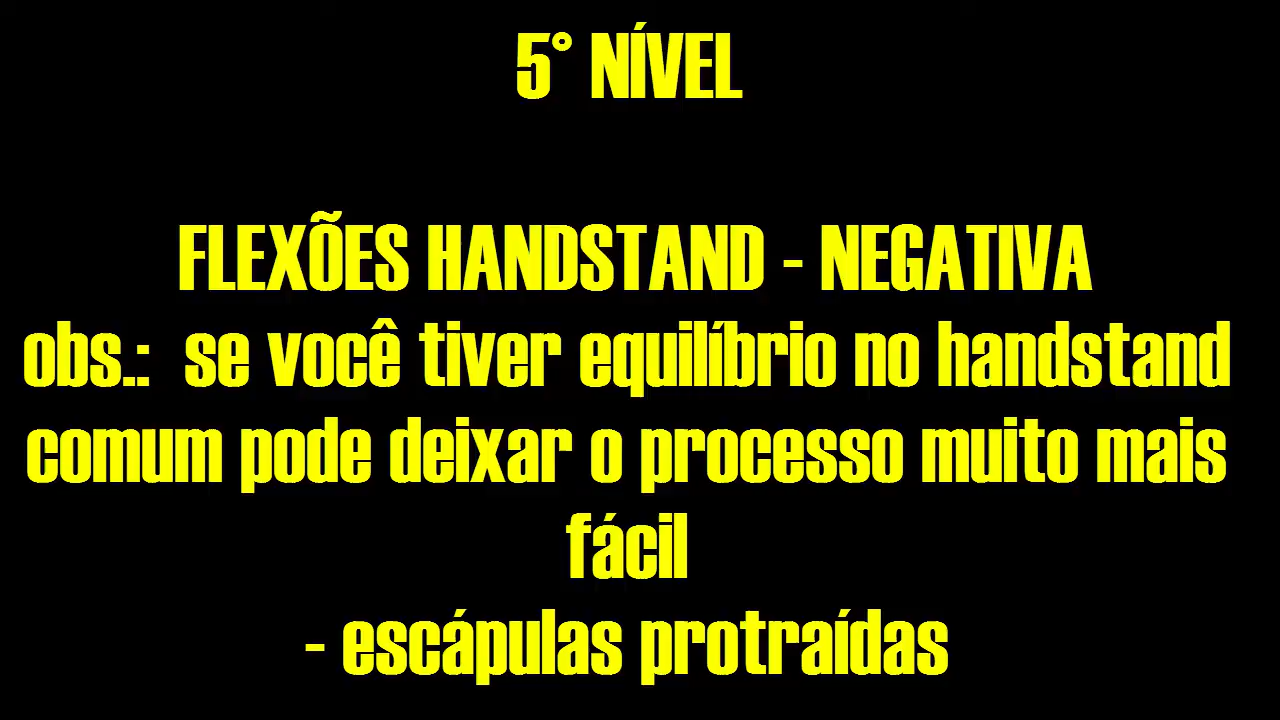 5° NÍVEL
FLEXÕES HANDSTAND - NEGATIVA
obs.: se você tiver equilíbrio no handstand
comum pode deixar o processo muito mais
fácil
- escápulas protraídas